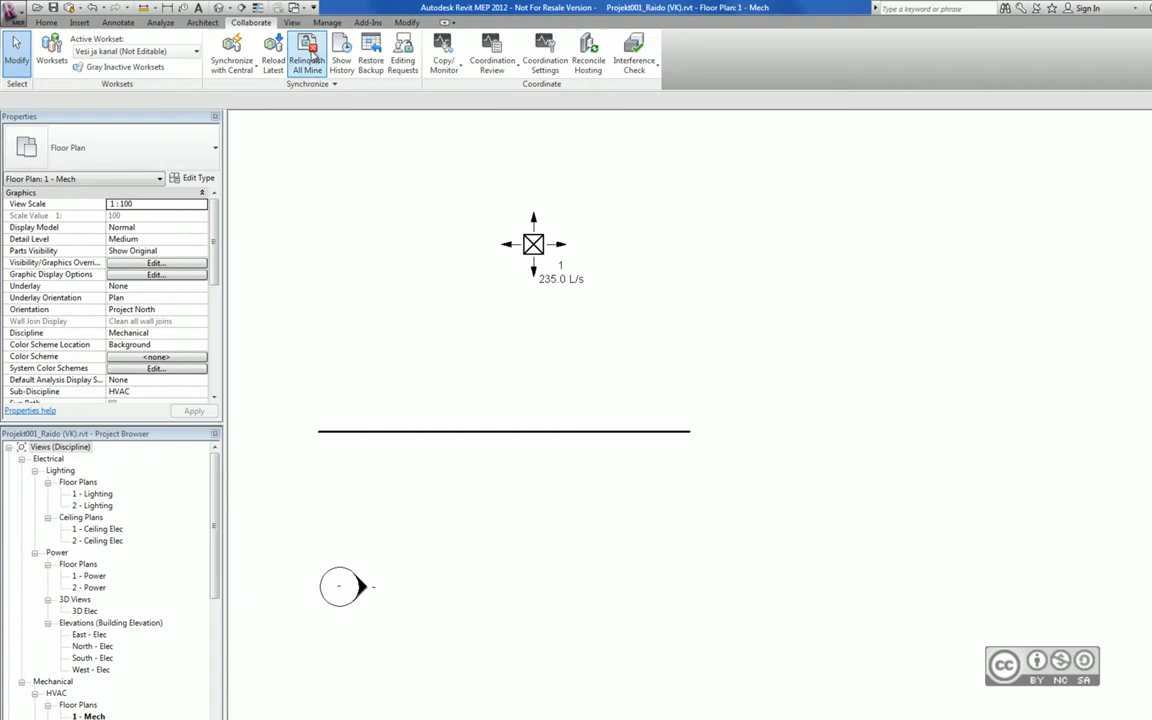 Autodesk Revit MEP 2012 - Not For Resale Version - Projekt001_Raido (VK).rvt - Floor Plan: 1 - Mech
Type a keyword or phrase
Sign In
Home Insert Annotate Analyze Architect Collaborate View Manage Add-Ins Modify
Modify
Worksets
Active Workset:
Vesi ja kanal (Not Editable)
Gray Inactive Worksets
Synchronize with Central
Reload Latest
Relinquish All Mine
Show History
Restore Backup
Editing Requests
Copy/ Monitor
Coordination Review
Coordination Settings
Reconcile Hosting
Interference Check
Select Worksets Synchronize Coordinate
Properties
Floor Plan
Floor Plan: 1 - Mech Edit Type
Graphics
View Scale 1 : 100
Scale Value 1: 100
Display Model Normal
Detail Level Medium
Parts Visibility Show Original
Visibility/Graphics Overri... Edit...
Graphic Display Options Edit...
Underlay None
Underlay Orientation Plan
Orientation Project North
Wall Join Display Clean all wall joins
Discipline Mechanical
Color Scheme Location Background
Color Scheme <none>
System Color Schemes Edit...
Default Analysis Display S... None
Sub-Discipline HVAC
Properties help Apply
Projekt001_Raido (VK).rvt - Project Browser
Views (Discipline)
Electrical
Lighting
Floor Plans
1 - Lighting
2 - Lighting
Ceiling Plans
1 - Ceiling Elec
2 - Ceiling Elec
Power
Floor Plans
1 - Power
2 - Power
3D Views
3D Elec
Elevations (Building Elevation)
East - Elec
North - Elec
South - Elec
West - Elec
Mechanical
HVAC
Floor Plans
1 - Mech
1
235.0 L/s
cc
BY NC SA